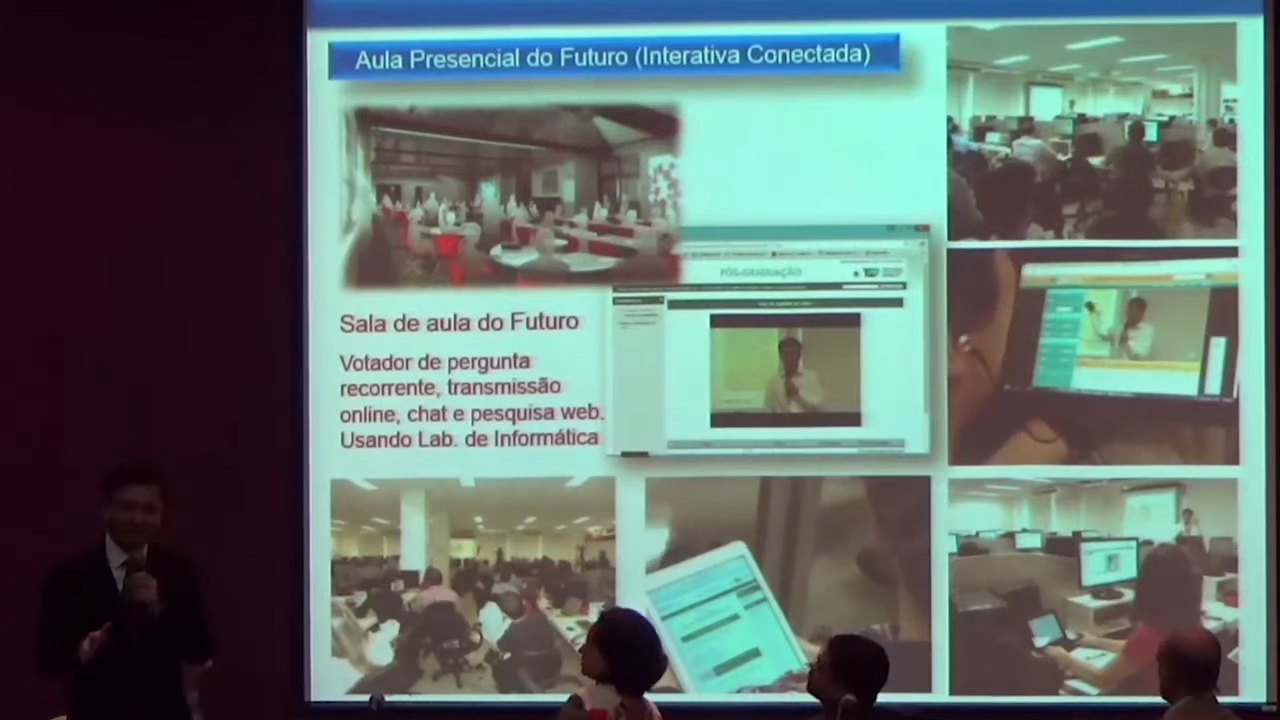 Aula Presencial do Futuro (Interativa Conectada)
PÓS-GRADUAÇÃO
Sala de aula do Futuro
Votador de pergunta
recorrente, transmissão
online, chat e pesquisa web.
Usando Lab. de Informática